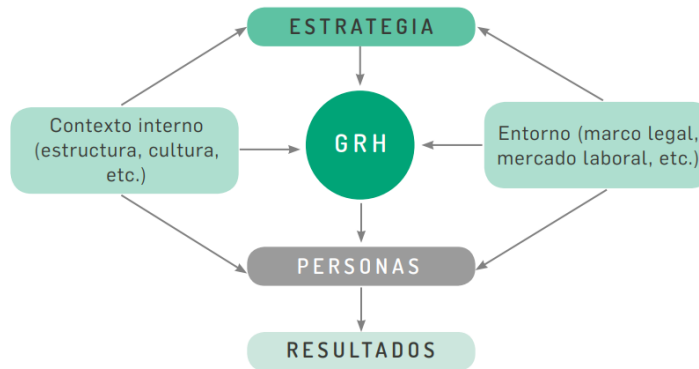 ESTRATEGIA
Contexto interno
(estructura, cultura,
etc.)
GRH
Entorno (marco legal,
mercado laboral, etc.)
PERSONAS
RESULTADOS